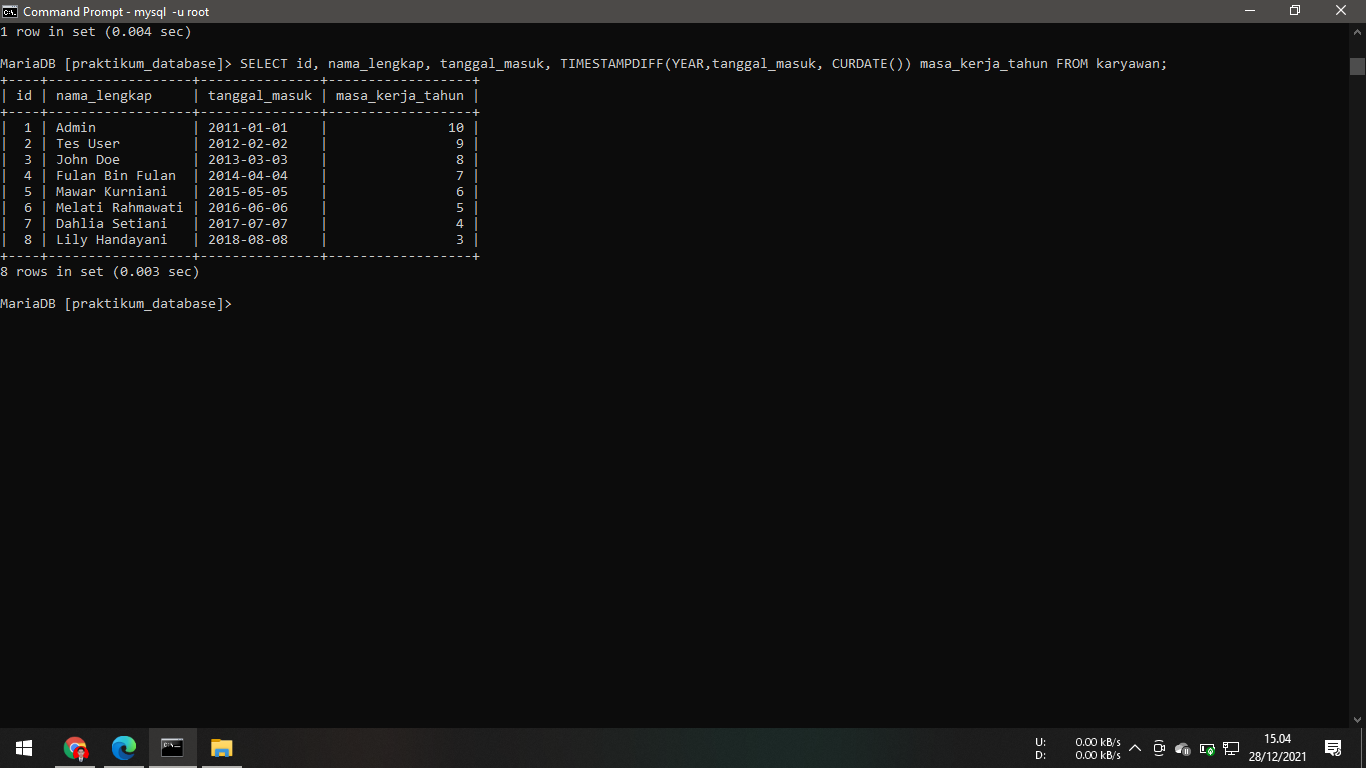 Command Prompt - mysql  -u root
1 row in set (0.004 sec)
MariaDB [praktikum_database]> SELECT id, nama_lengkap, tanggal_masuk, TIMESTAMPDIFF(YEAR,tanggal_masuk, CURDATE()) masa_kerja_tahun FROM karyawan;
+----+------------------+---------------+------------------+
| id | nama_lengkap     | tanggal_masuk | masa_kerja_tahun |
+----+------------------+---------------+------------------+
|  1 | Admin            | 2011-01-01    |               10 |
|  2 | Tes User         | 2012-02-02    |                9 |
|  3 | John Doe         | 2013-03-03    |                8 |
|  4 | Fulan Bin Fulan  | 2014-04-04    |                7 |
|  5 | Mawar Kurniani   | 2015-05-05    |                6 |
|  6 | Melati Rahmawati | 2016-06-06    |                5 |
|  7 | Dahlia Setiani   | 2017-07-07    |                4 |
|  8 | Lily Handayani   | 2018-08-08    |                3 |
+----+------------------+---------------+------------------+
8 rows in set (0.003 sec)
MariaDB [praktikum_database]>
U: 0.00 kB/s
D: 0.00 kB/s
15.04
28/12/2021